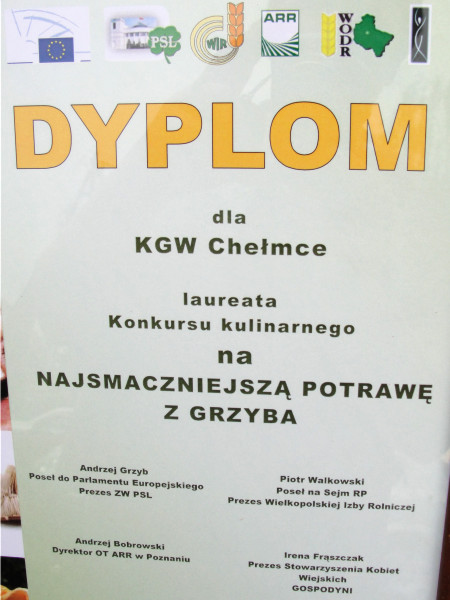 PSL
WIR
ARR
WODR
DYPLOM
dla
KGW Chełmce
laureata
Konkursu kulinarnego
na
NAJSMACZNIEJSZĄ POTRAWĘ
Z GRZYBA
Andrzej Grzyb
Poseł do Parlamentu Europejskiego
Prezes ZW PSL
Piotr Walkowski
Poseł na Sejm RP
Prezes Wielkopolskiej Izby Rolniczej
Andrzej Bobrowski
Dyrektor OT ARR w Poznaniu
Irena Frąszczak
Prezes Stowarzyszenia Kobiet
Wiejskich
GOSPODYNI